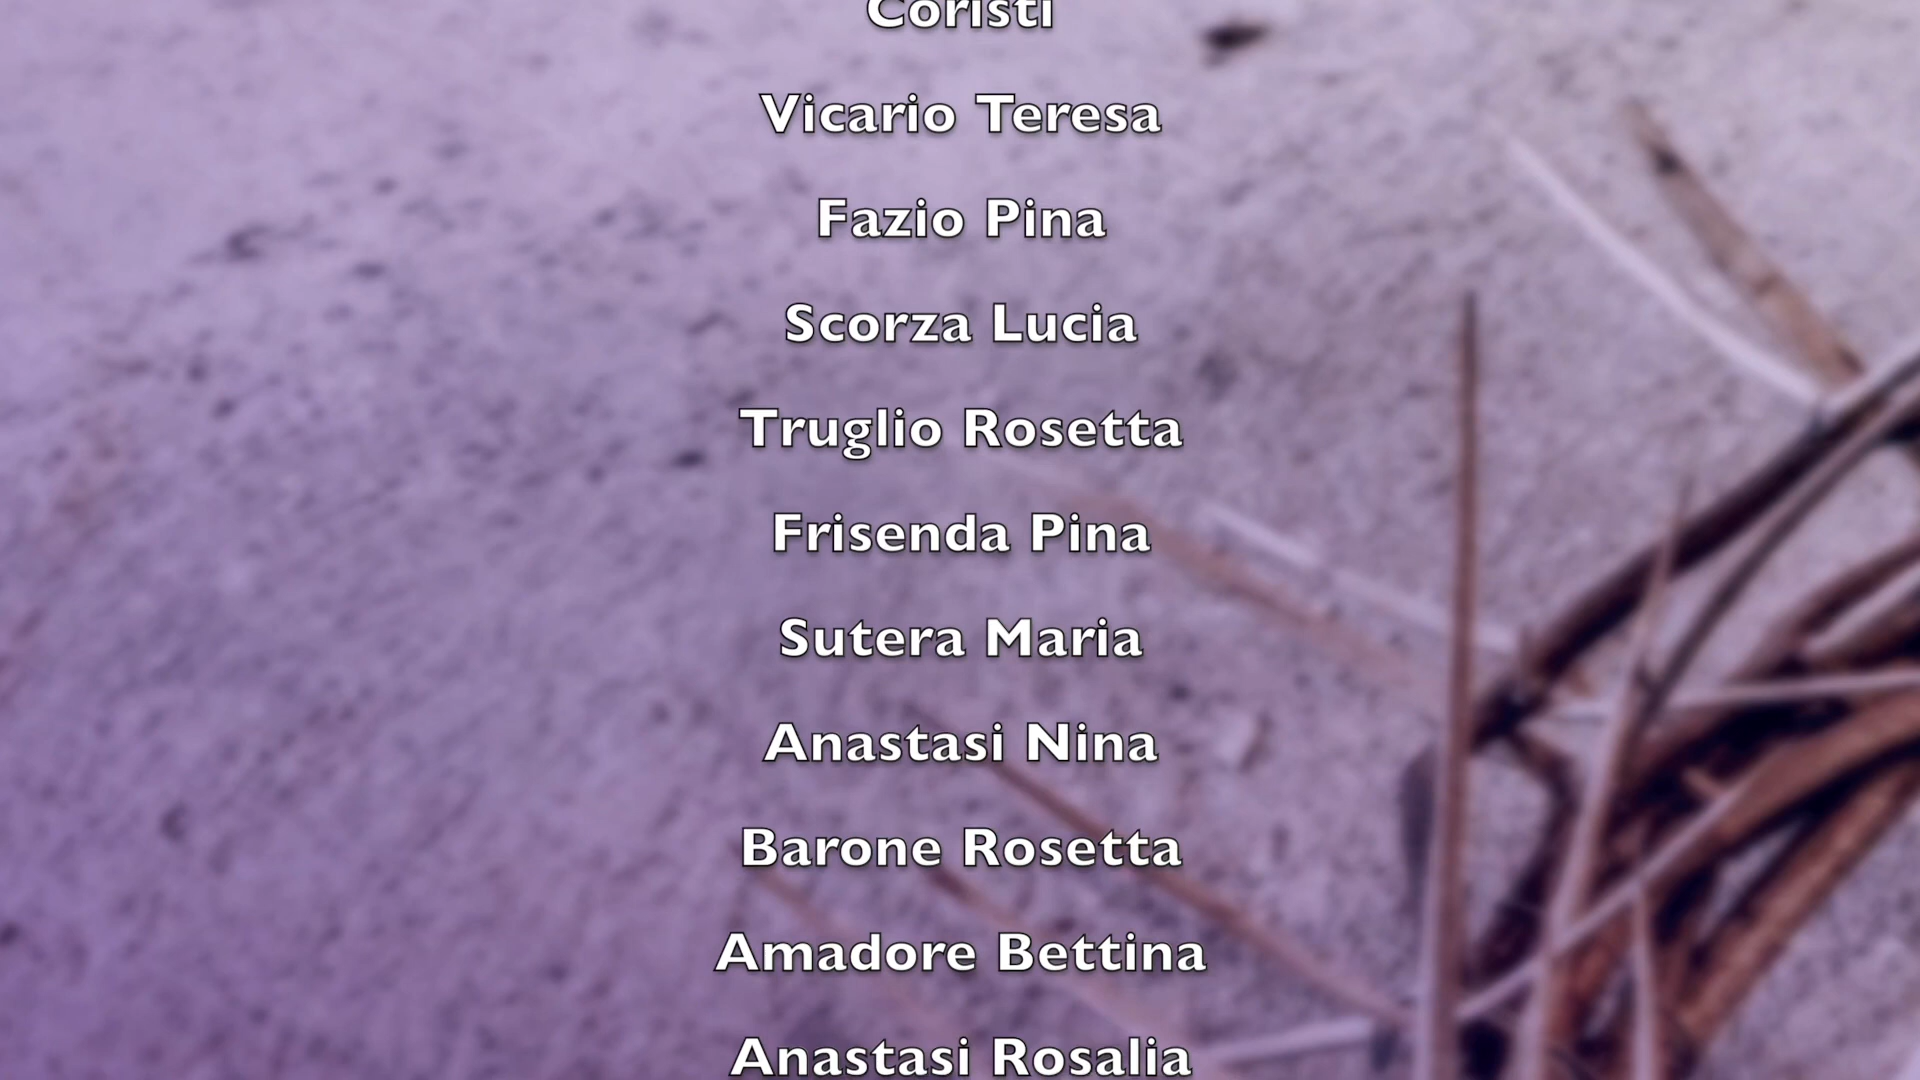 Coristi
Vicario Teresa
Fazio Pina
Scorza Lucia
Truglio Rosetta
Frisenda Pina
Sutera Maria
Anastasi Nina
Barone Rosetta
Amadore Bettina
Anastasi Rosalia